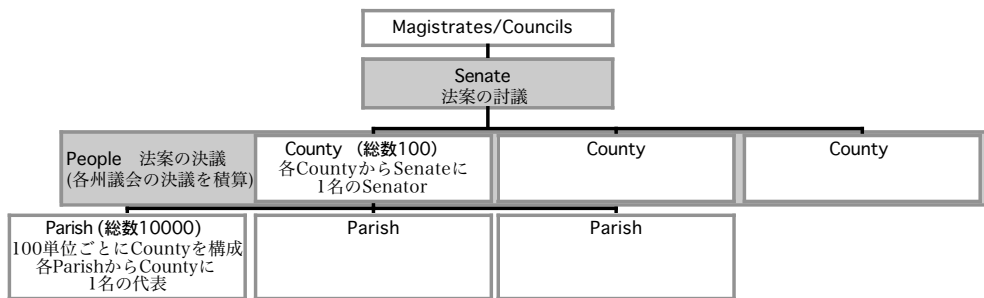 Magistrates/Councils
Senate
法案の討議
People　法案の決議
(各州議会の決議を積算)
County （総数100）
各CountyからSenateに
1名のSenator
County
County
Parish (総数10000)
100単位ごとにCountyを構成
各ParishからCountyに
1名の代表
Parish
Parish